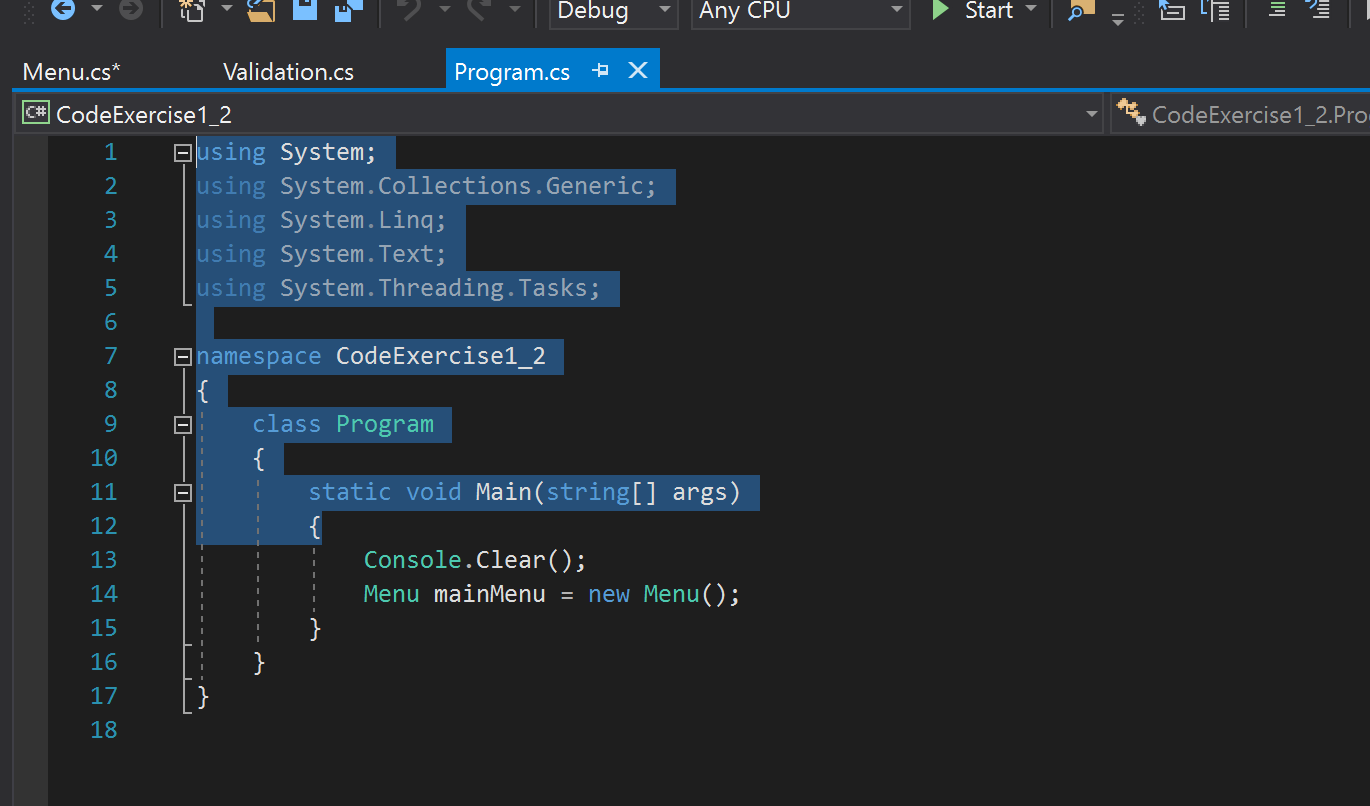 Debug Any CPU Start
Menu.cs* Validation.cs Program.cs
C# CodeExercise1_2 CodeExercise1_2.Pro
1 using System;
2 using System.Collections.Generic;
3 using System.Linq;
4 using System.Text;
5 using System.Threading.Tasks;
6
7 namespace CodeExercise1_2
8 {
9     class Program
10     {
11         static void Main(string[] args)
12         {
13             Console.Clear();
14             Menu mainMenu = new Menu();
15         }
16     }
17 }
18